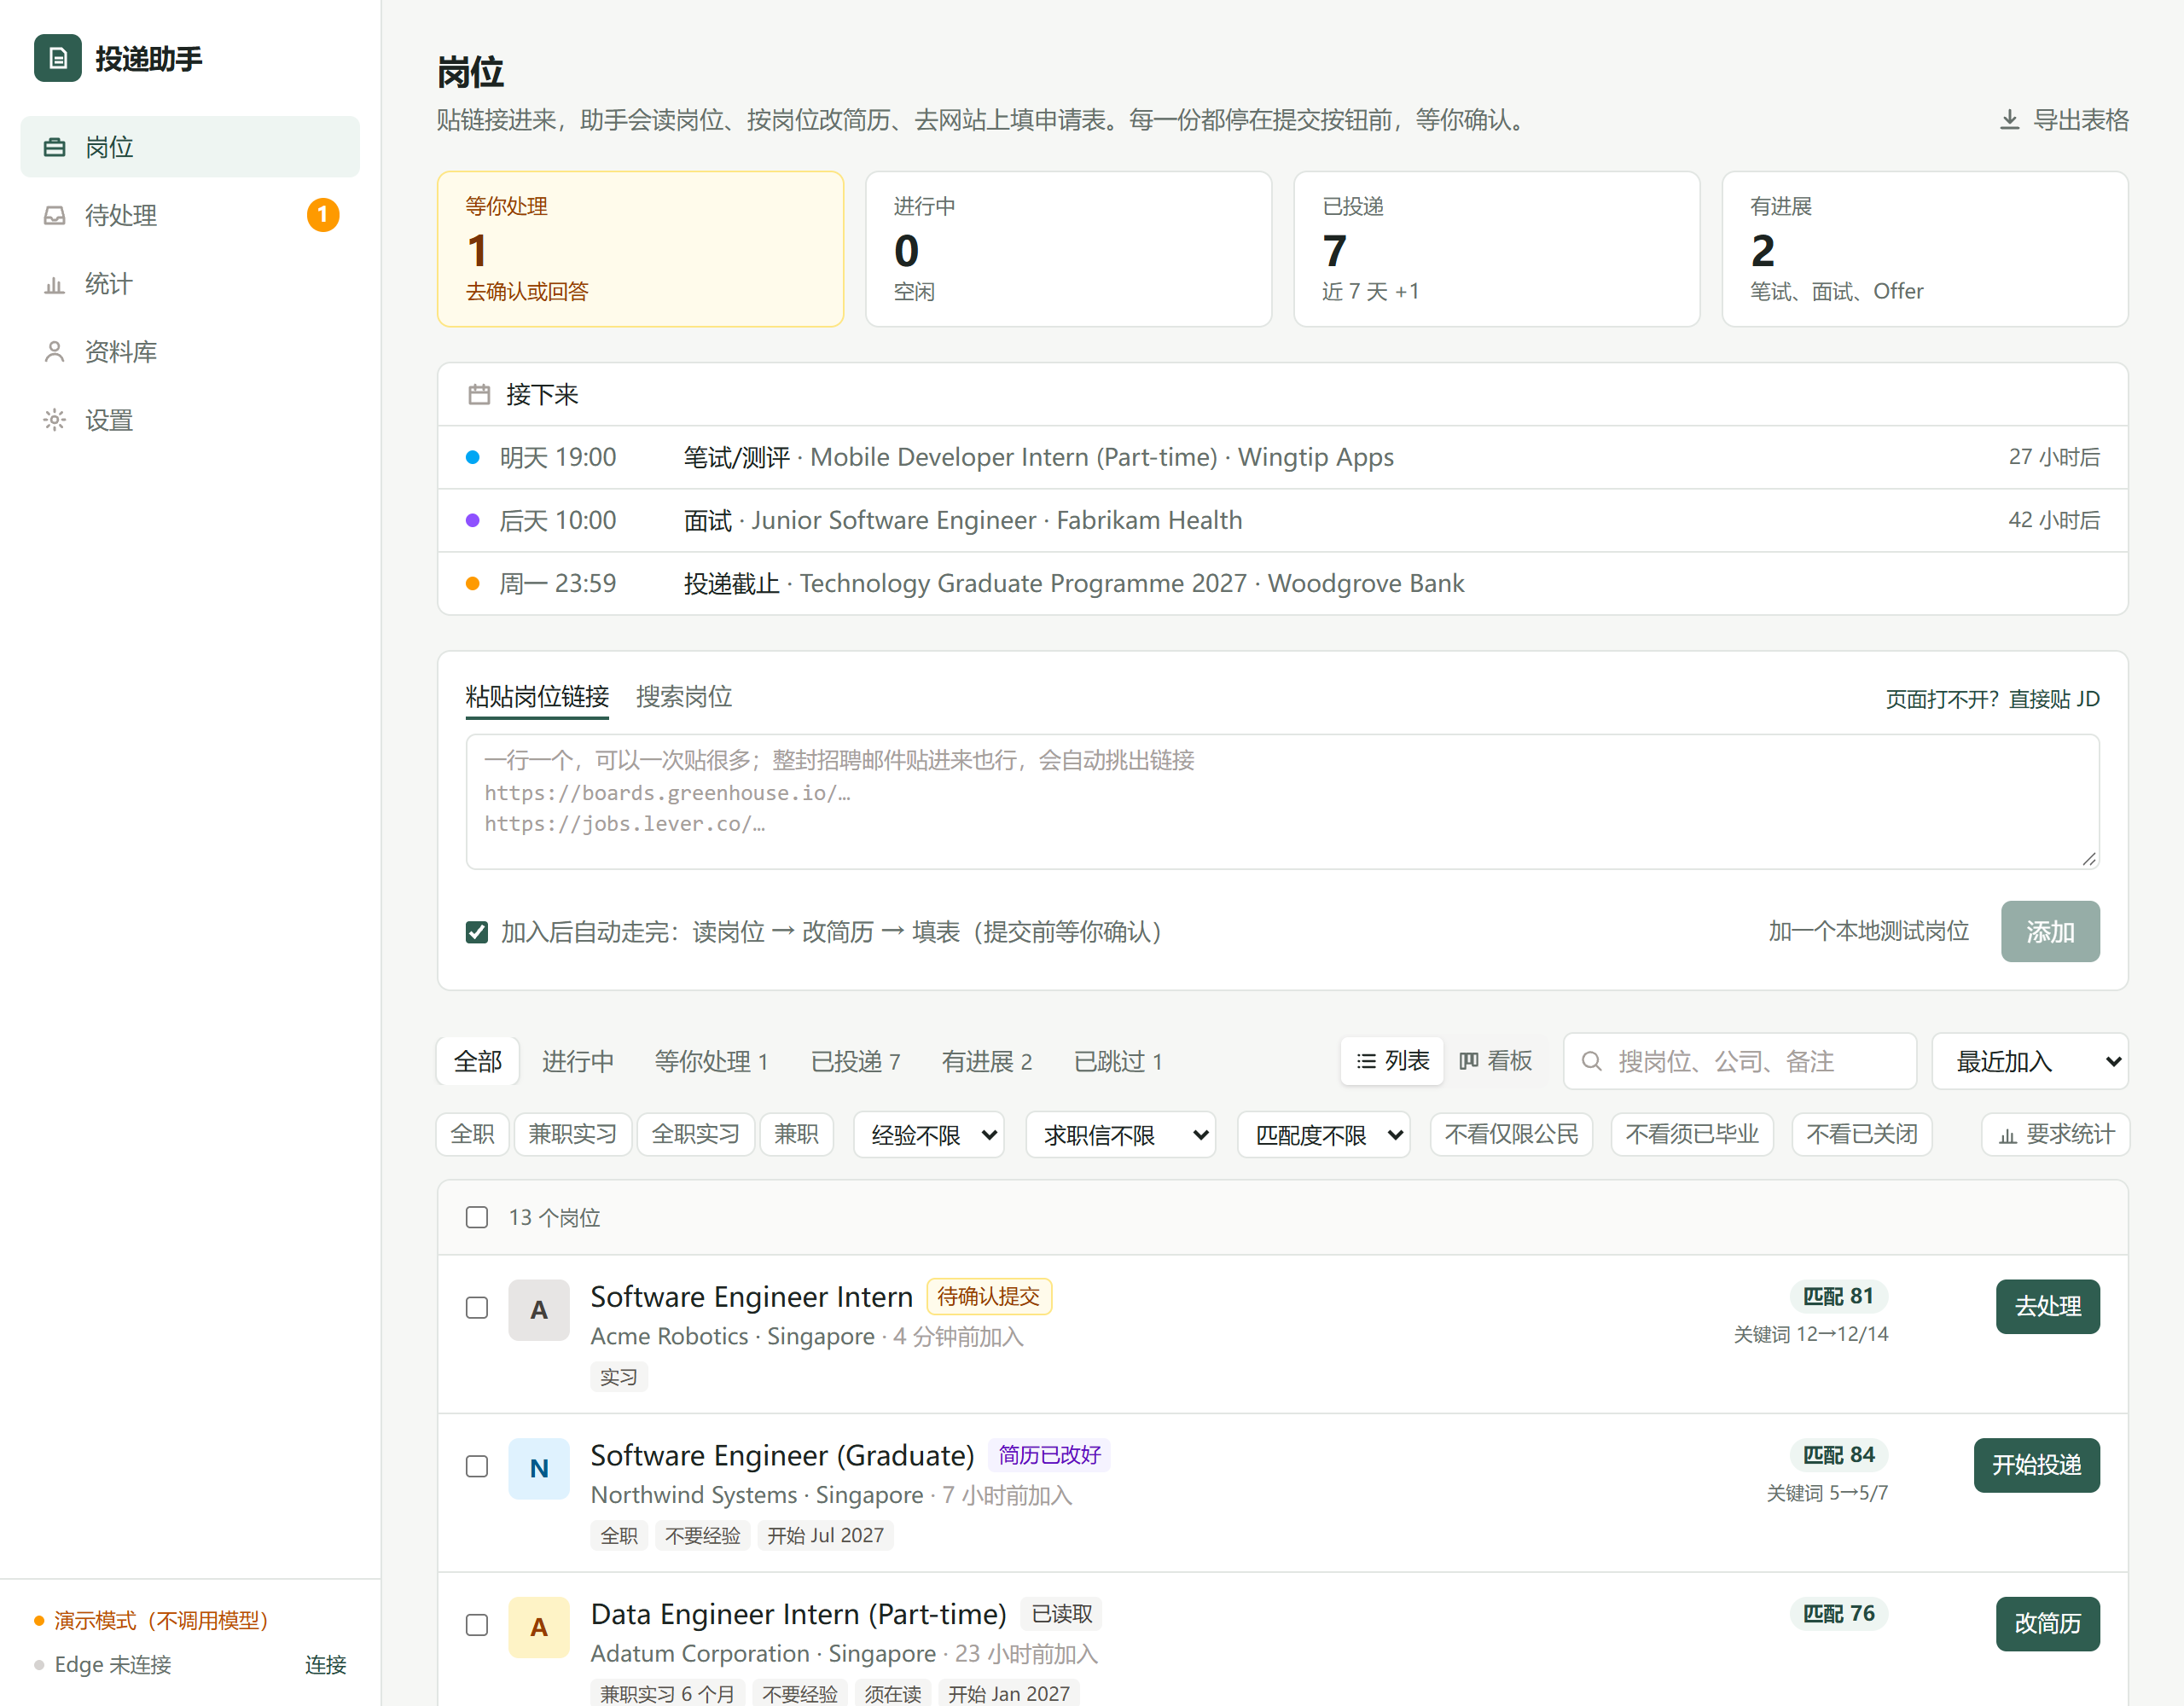 投递助手
岗位
待处理 1
统计
资料库
设置
演示模式（不调用模型）
Edge 未连接 连接
岗位
贴链接进来，助手会读岗位、按岗位改简历、去网站上填申请表。每一份都停在提交按钮前，等你确认。
导出表格
等你处理
1
去确认或回答
进行中
0
空闲
已投递
7
近 7 天 +1
有进展
2
笔试、面试、Offer
接下来
明天 19:00 笔试/测评 · Mobile Developer Intern (Part-time) · Wingtip Apps 27 小时后
后天 10:00 面试 · Junior Software Engineer · Fabrikam Health 42 小时后
周一 23:59 投递截止 · Technology Graduate Programme 2027 · Woodgrove Bank
粘贴岗位链接 搜索岗位 页面打不开？直接贴 JD
一行一个，可以一次贴很多；整封招聘邮件贴进来也行，会自动挑出链接
https://boards.greenhouse.io/…
https://jobs.lever.co/…
加入后自动走完：读岗位 → 改简历 → 填表（提交前等你确认） 加一个本地测试岗位 添加
全部 进行中 等你处理 1 已投递 7 有进展 2 已跳过 1 列表 看板 搜岗位、公司、备注 最近加入
全职 兼职实习 全职实习 兼职 经验不限 求职信不限 匹配度不限 不看仅限公民 不看须已毕业 不看已关闭 要求统计
13 个岗位
A Software Engineer Intern 待确认提交 匹配 81 去处理
Acme Robotics · Singapore · 4 分钟前加入 关键词 12→12/14
实习
N Software Engineer (Graduate) 简历已改好 匹配 84 开始投递
Northwind Systems · Singapore · 7 小时前加入 关键词 5→5/7
全职 不要经验 开始 Jul 2027
A Data Engineer Intern (Part-time) 已读取 匹配 76 改简历
Adatum Corporation · Singapore · 23 小时前加入
兼职实习 6 个月 不要经验 须在读 开始 Jan 2027